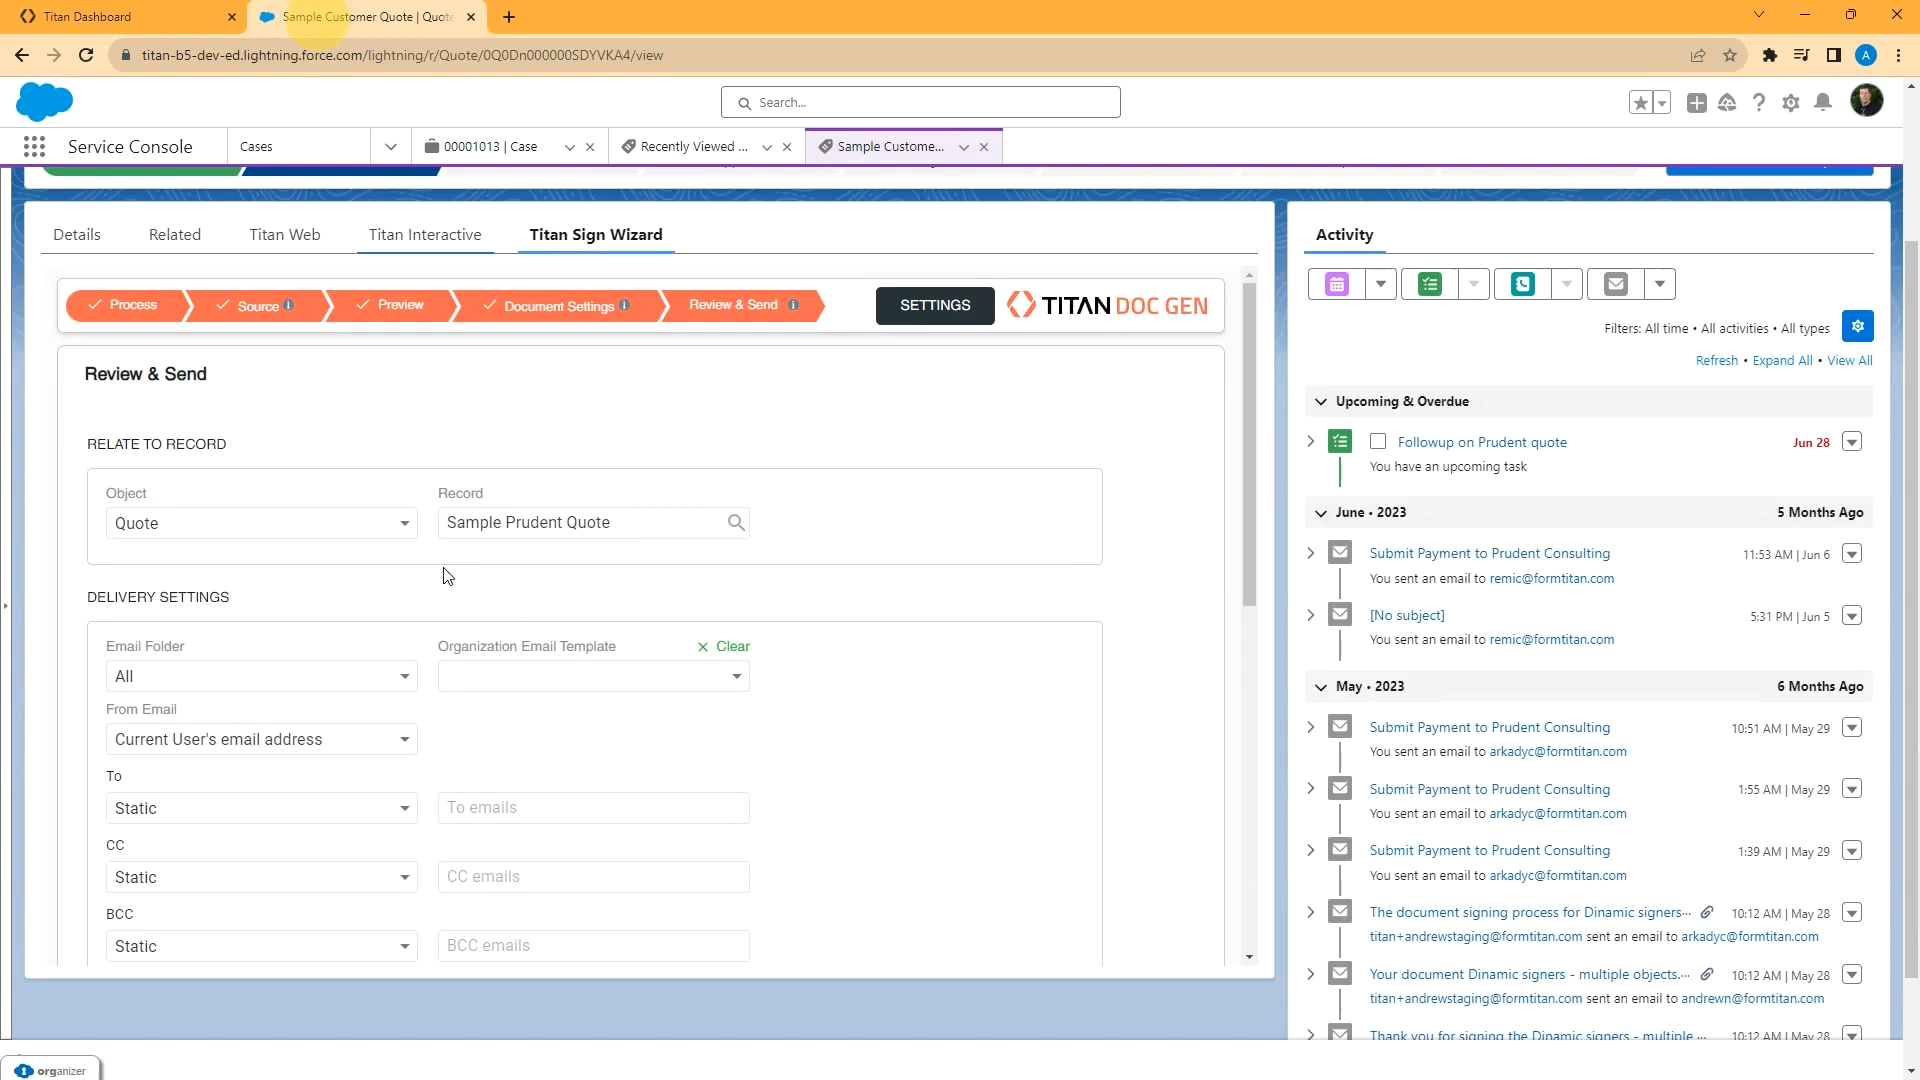 Titan Dashboard
Sample Customer Quote | Quote
titan-b5-dev-ed.lightning.force.com/lightning/r/Quote/0Q0Dn000000SDYVKA4/view
A
Search...
Service Console
Cases
00001013 | Case
Recently Viewed ...
Sample Custome...
Details
Related
Titan Web
Titan Interactive
Titan Sign Wizard
Process
Source
Preview
Document Settings
Review & Send
SETTINGS
TITAN DOC GEN
Review & Send
RELATE TO RECORD
Object
Record
Quote
Sample Prudent Quote
DELIVERY SETTINGS
Email Folder
Organization Email Template
Clear
All
From Email
Current User's email address
To
Static
To emails
CC
Static
CC emails
BCC
Static
BCC emails
Activity
Filters: All time • All activities • All types
Refresh • Expand All • View All
Upcoming & Overdue
Followup on Prudent quote
Jun 28
You have an upcoming task
June • 2023
5 Months Ago
Submit Payment to Prudent Consulting
11:53 AM | Jun 6
You sent an email to remic@formtitan.com
[No subject]
5:31 PM | Jun 5
You sent an email to remic@formtitan.com
May • 2023
6 Months Ago
Submit Payment to Prudent Consulting
10:51 AM | May 29
You sent an email to arkadyc@formtitan.com
Submit Payment to Prudent Consulting
1:55 AM | May 29
You sent an email to arkadyc@formtitan.com
Submit Payment to Prudent Consulting
1:39 AM | May 29
You sent an email to arkadyc@formtitan.com
The document signing process for Dinamic signers...
10:12 AM | May 28
titan+andrewstaging@formtitan.com sent an email to arkadyc@formtitan.com
Your document Dinamic signers - multiple objects....
10:12 AM | May 28
titan+andrewstaging@formtitan.com sent an email to andrewn@formtitan.com
Thank you for signing the Dinamic signers - multiple ...
10:12 AM | May 28
organizer